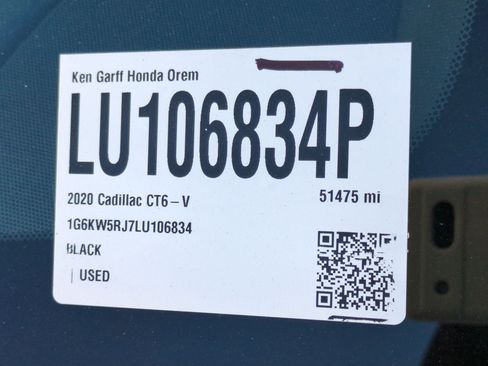 Ken Garff Honda Orem
LU106834P
2020 Cadillac CT6-V 51475 mi
1G6KW5RJ7LU106834
BLACK
| USED